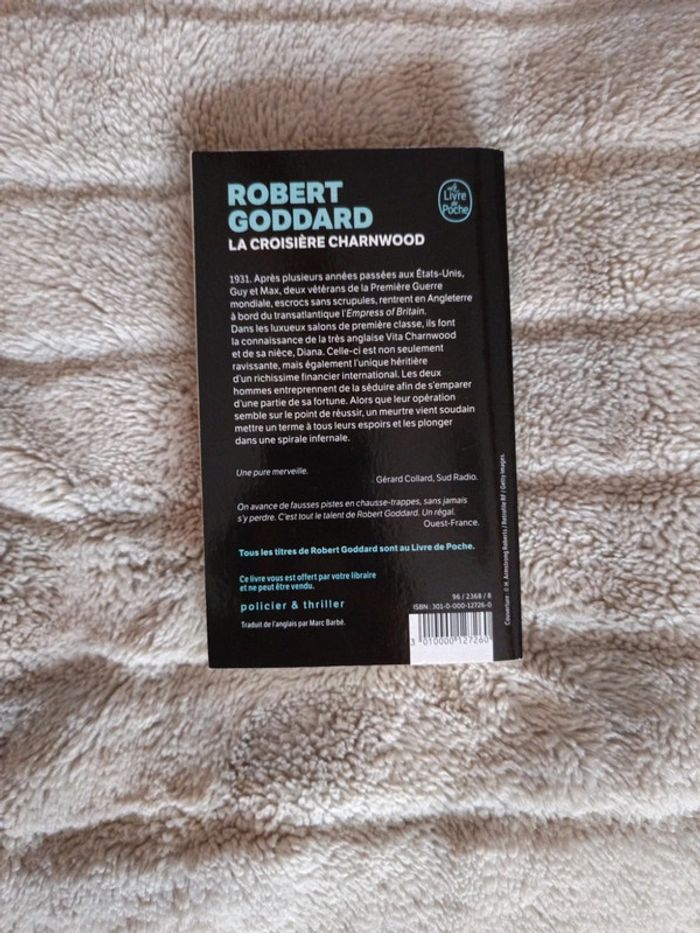 ROBERT
GODDARD
LA CROISIÈRE CHARNWOOD
Le
Livre
de
Poche
1931. Après plusieurs années passées aux États-Unis,
Guy et Max, deux vétérans de la Première Guerre
mondiale, escrocs sans scrupules, rentrent en Angleterre
à bord du transatlantique l'Empress of Britain.
Dans les luxueux salons de première classe, ils font
la connaissance de la très anglaise Vita Charnwood
et de sa nièce, Diana. Celle-ci est non seulement
ravissante, mais également l'unique héritière
d'un richissime financier international. Les deux
hommes entreprennent de la séduire afin de s'emparer
d'une partie de sa fortune. Alors que leur opération
semble sur le point de réussir, un meurtre vient soudain
mettre un terme à tous leurs espoirs et les plonger
dans une spirale infernale.
Une pure merveille.
Gérard Collard, Sud Radio.
On avance de fausses pistes en chausse-trappes, sans jamais
s'y perdre. C'est tout le talent de Robert Goddard. Un régal.
Ouest-France.
Tous les titres de Robert Goddard sont au Livre de Poche.
Ce livre vous est offert par votre libraire
et ne peut être vendu.
policier & thriller
Traduit de l'anglais par Marc Barbé.
96 / 2368 / 8
ISBN : 301-0-000-12726-0
3 010000 127260
Couverture : © H. Armstrong Roberts / Retrofile RF / Getty Images.